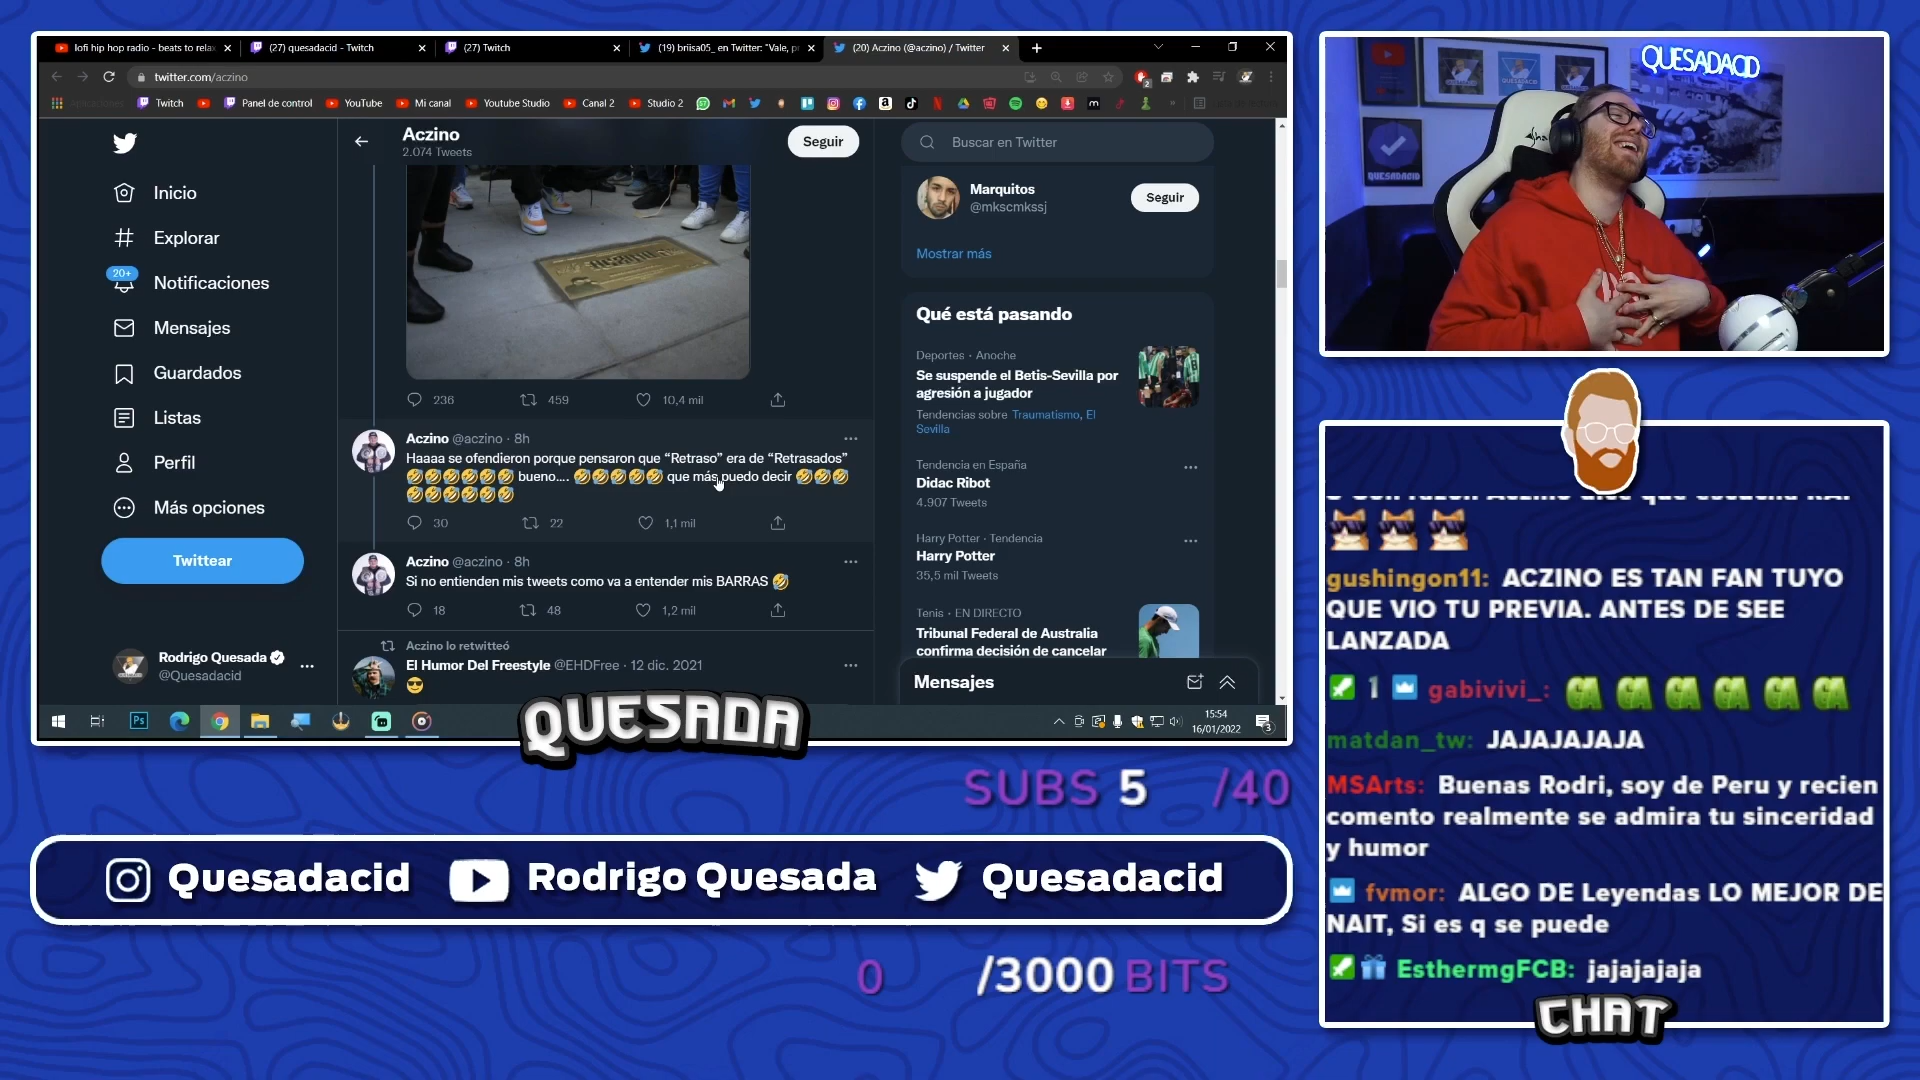 lofi hip hop radio - beats to rela
(27) quesadacid - Twitch
(27) Twitch
(19) briisa05_ en Twitter: "Vale, p
(20) Aczino (@aczino) / Twitter
twitter.com/aczino
Twitch
Panel de control
YouTube
Mi canal
Youtube Studio
Canal 2
Studio 2
Inicio
Explorar
20+
Notificaciones
Mensajes
Guardados
Listas
Perfil
Más opciones
Twittear
Rodrigo Quesada
@Quesadacid
Aczino
2.074 Tweets
Seguir
236 459 10,4 mil
Aczino @aczino · 8h
Haaaa se ofendieron porque pensaron que “Retraso” era de “Retrasados”
🤣🤣🤣🤣🤣🤣 bueno.... 🤣🤣🤣🤣🤣 que más puedo decir 🤣🤣🤣
🤣🤣🤣🤣🤣🤣
30 22 1,1 mil
Aczino @aczino · 8h
Si no entienden mis tweets como va a entender mis BARRAS 🤣
18 48 1,2 mil
Aczino lo retwitteó
El Humor Del Freestyle @EHDFree · 12 dic. 2021
😎
Buscar en Twitter
Marquitos
@mkscmkssj
Seguir
Mostrar más
Qué está pasando
Deportes · Anoche
Se suspende el Betis-Sevilla por
agresión a jugador
Tendencias sobre Traumatismo, El
Sevilla
Tendencia en España
Didac Ribot
4.907 Tweets
Harry Potter · Tendencia
Harry Potter
35,5 mil Tweets
Tenis · EN DIRECTO
Tribunal Federal de Australia
confirma decisión de cancelar
Mensajes
Ps
15:54
16/01/2022
3
QUESADA
SUBS 5 /40
Quesadacid
Rodrigo Quesada
Quesadacid
0 /3000 BITS
QUESADACID
QUESADACID
gushingon11: ACZINO ES TAN FAN TUYO
QUE VIO TU PREVIA. ANTES DE SEE
LANZADA
1 gabivivi_:
matdan_tw: JAJAJAJAJA
MSArts: Buenas Rodri, soy de Peru y recien
comento realmente se admira tu sinceridad
y humor
fvmor: ALGO DE Leyendas LO MEJOR DE
NAIT, Si es q se puede
EsthermgFCB: jajajajaja
CHAT